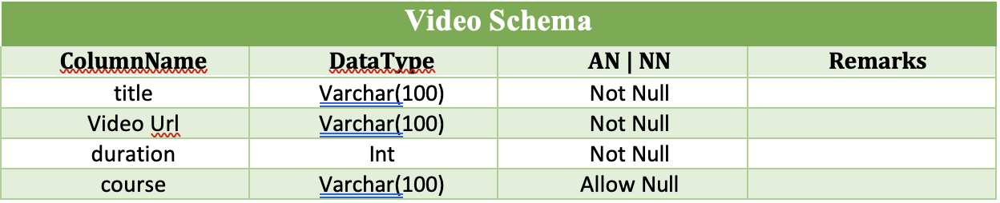 Video Schema
ColumnName DataType AN | NN Remarks
title Varchar(100) Not Null
Video Url Varchar(100) Not Null
duration Int Not Null
course Varchar(100) Allow Null